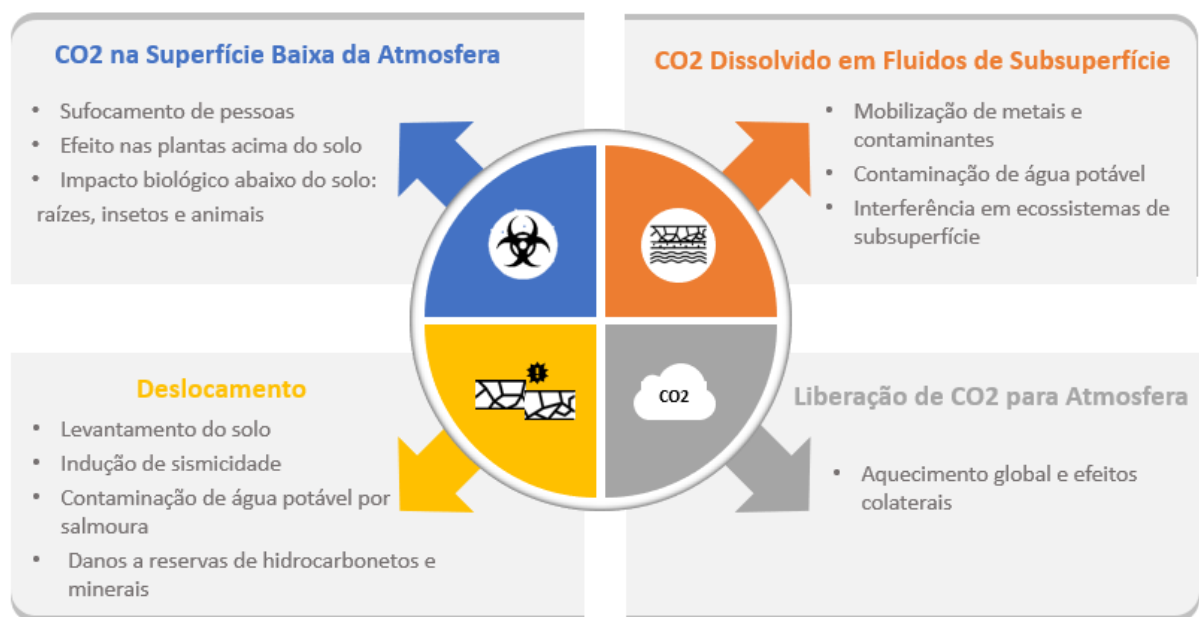 CO2 na Superfície Baixa da Atmosfera
• Sufocamento de pessoas
• Efeito nas plantas acima do solo
• Impacto biológico abaixo do solo:
raízes, insetos e animais
CO2 Dissolvido em Fluidos de Subsuperfície
• Mobilização de metais e
contaminantes
• Contaminação de água potável
• Interferência em ecossistemas de
subsuperfície
Deslocamento
• Levantamento do solo
• Indução de sismicidade
• Contaminação de água potável por
salmoura
• Danos a reservas de hidrocarbonetos e
minerais
CO2
Liberação de CO2 para Atmosfera
• Aquecimento global e efeitos
colaterais